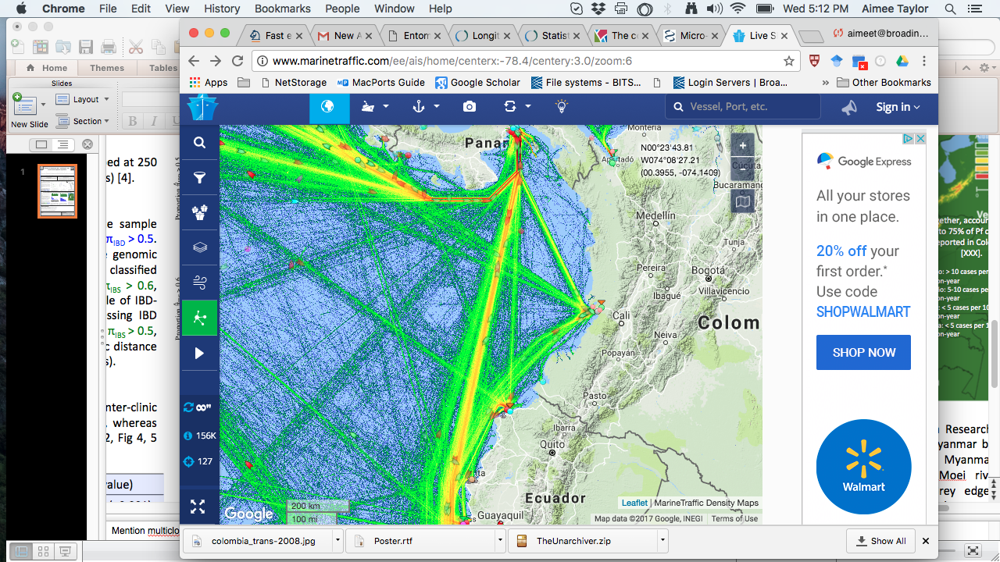 Chrome File Edit View History Bookmarks People Window Help Wed 5:12 PM Aimee Taylor
Fast e
New A
Entom
Longit
Statist
The co
Micro
Live S
aimeet@broadin...
www.marinetraffic.com/ee/ais/home/centerx:-78.4/centery:3.0/zoom:6
Apps NetStorage MacPorts Guide Google Scholar File systems - BITS... Login Servers | Broa... » Other Bookmarks
Home Themes Tables
Slides
New Slide
Layout
Section
B I U
1
ed at 250
s) [4].
e sample
πIBD > 0.5.
genomic
classified
πIBS > 0.6,
le of IBD-
ssing IBD
πIBS > 0.5,
c distance
s).
nter-clinic
, whereas
2, Fig 4, 5
value)
Mention multiclo
Vessel, Port, etc.
Sign in
∞"
156K
127
N00°23'43.81
W074°08'27.21
(00.3955, -074.1409)
+
Montería
Panam
Apartadó
Cúcuta
Bucaramang
Medellín
Tunja
Bogotá
Pereira
Villavicencio
Ibagué
Cali
Colom
Neiva
Popayán
Pasto
Ibarra
Quito
Ecuador
Guayaquil
200 km
100 mi
Google
Leaflet | MarineTraffic Density Maps
Map data ©2017 Google, INEGI Terms of Use
Google Express
All your stores
in one place.
20% off your
first order.*
Use code
SHOPWALMART
SHOP NOW
Walmart
Ve
ether, accour
to 75% of Pf c
eported in Col
[XXX].
o: > 10 cases per
on-year
io: 5-10 cases pe
on-year
a: < 5 cases per 1
on-year
: < 5 cases per 1
on-year
Research
yanmar b
Myanma
Moei riv
rey edge
colombia_trans-2008.jpg
Poster.rtf
TheUnarchiver.zip
Show All